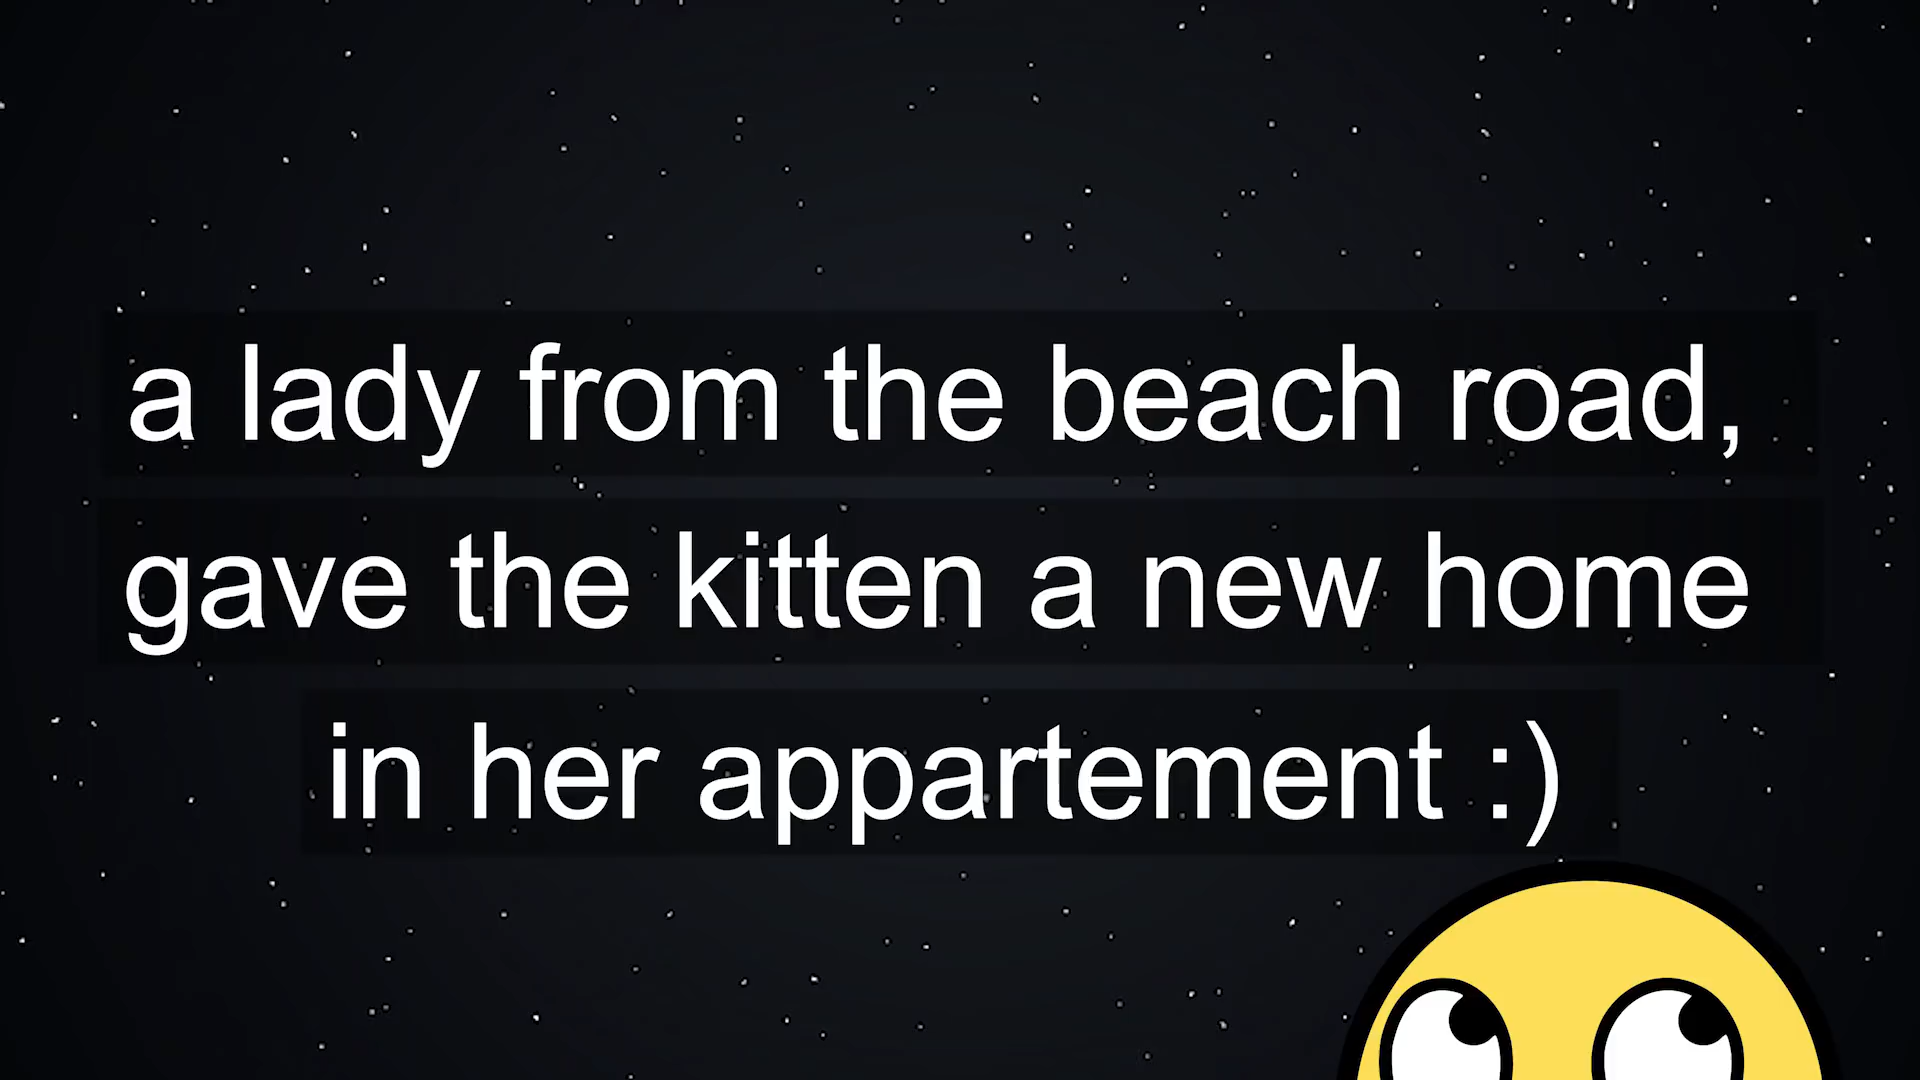 a lady from the beach road,
gave the kitten a new home
in her appartement :)